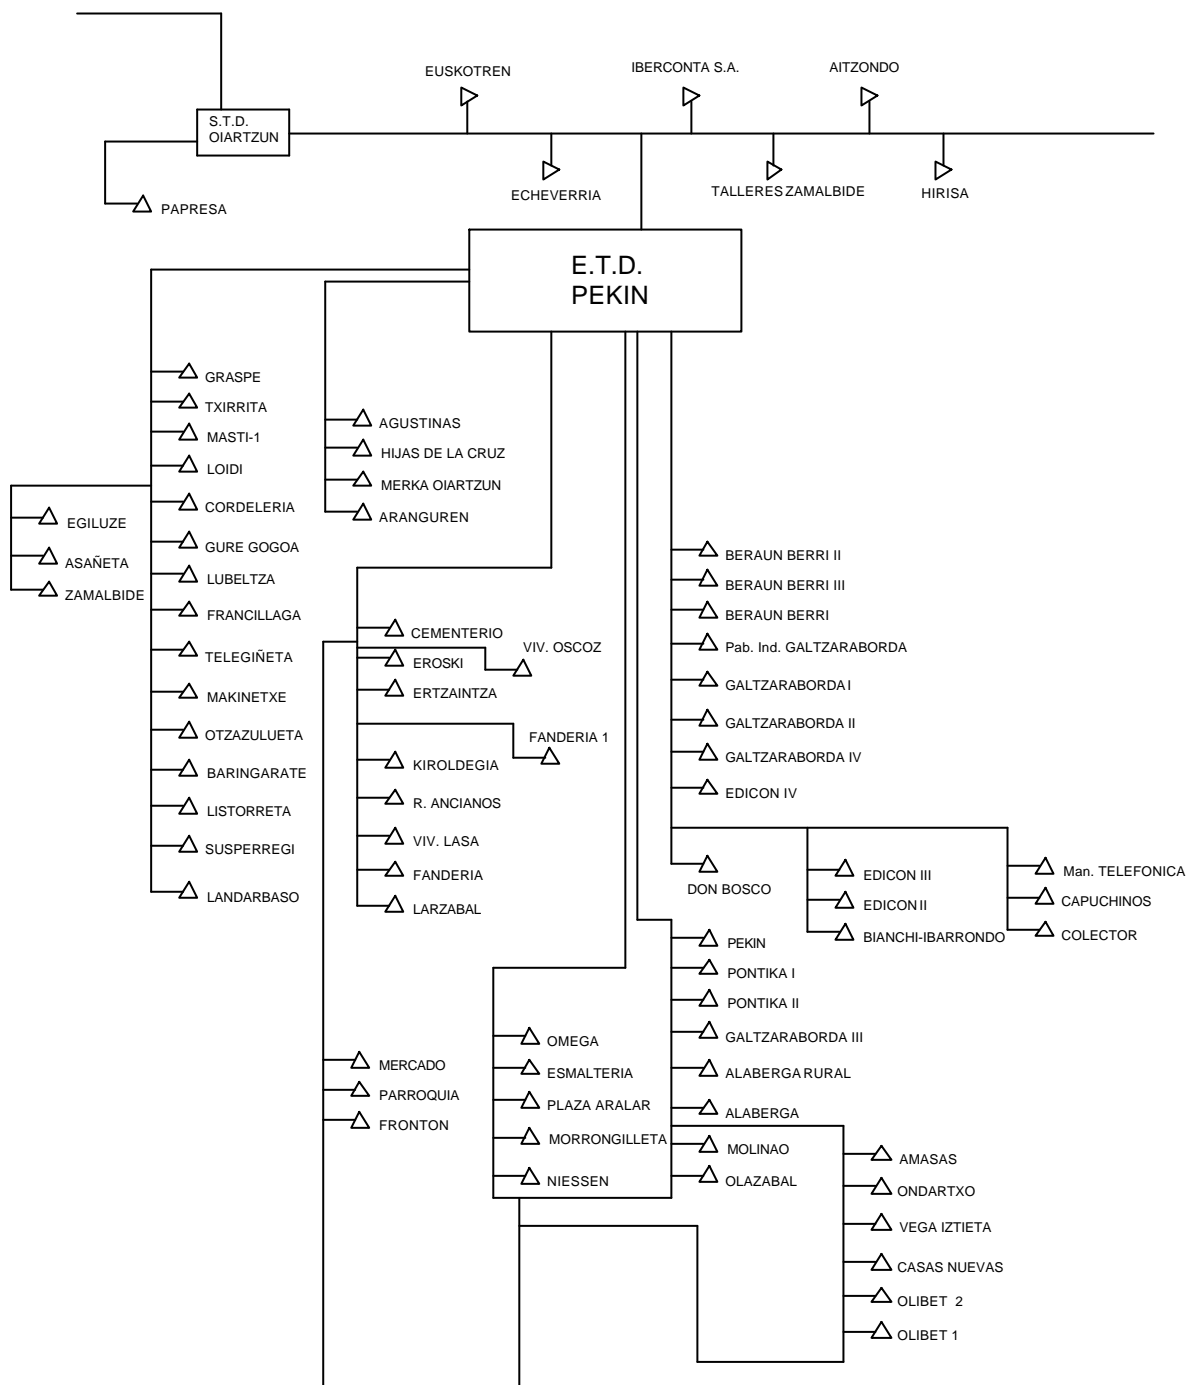 EUSKOTREN
IBERCONTA S.A.
AITZONDO
S.T.D.
OIARTZUN
ECHEVERRIA
TALLERES ZAMALBIDE
HIRISA
PAPRESA
E.T.D.
PEKIN
GRASPE
TXIRRITA
MASTI-1
LOIDI
CORDELERIA
GURE GOGOA
LUBELTZA
FRANCILLAGA
TELEGIÑETA
MAKINETXE
OTZAZULUETA
BARINGARATE
LISTORRETA
SUSPERREGI
LANDARBASO
EGILUZE
ASAÑETA
ZAMALBIDE
AGUSTINAS
HIJAS DE LA CRUZ
MERKA OIARTZUN
ARANGUREN
CEMENTERIO
VIV. OSCOZ
EROSKI
ERTZAINTZA
FANDERIA 1
KIROLDEGIA
R. ANCIANOS
VIV. LASA
FANDERIA
LARZABAL
MERCADO
PARROQUIA
FRONTON
BERAUN BERRI II
BERAUN BERRI III
BERAUN BERRI
Pab. Ind. GALTZARABORDA
GALTZARABORDA I
GALTZARABORDA II
GALTZARABORDA IV
EDICON IV
DON BOSCO
EDICON III
EDICON II
BIANCHI-IBARRONDO
Man. TELEFONICA
CAPUCHINOS
COLECTOR
PEKIN
PONTIKA I
PONTIKA II
GALTZARABORDA III
ALABERGA RURAL
ALABERGA
MOLINAO
OLAZABAL
OMEGA
ESMALTERIA
PLAZA ARALAR
MORRONGILLETA
NIESSEN
AMASAS
ONDARTXO
VEGA IZTIETA
CASAS NUEVAS
OLIBET 2
OLIBET 1